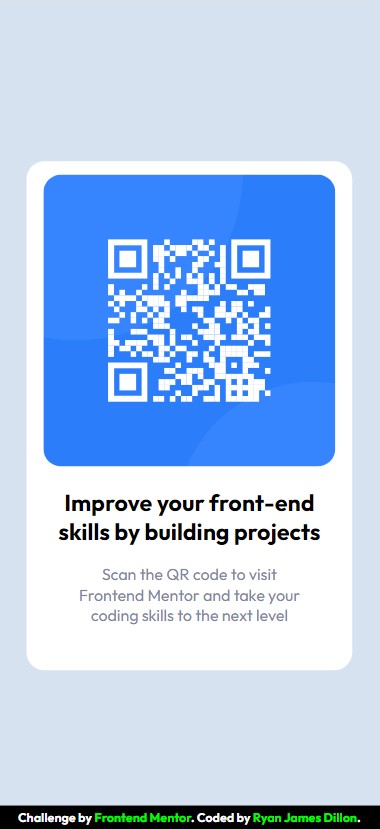 Improve your front-end
skills by building projects
Scan the QR code to visit
Frontend Mentor and take your
coding skills to the next level
Challenge by Frontend Mentor. Coded by Ryan James Dillon.